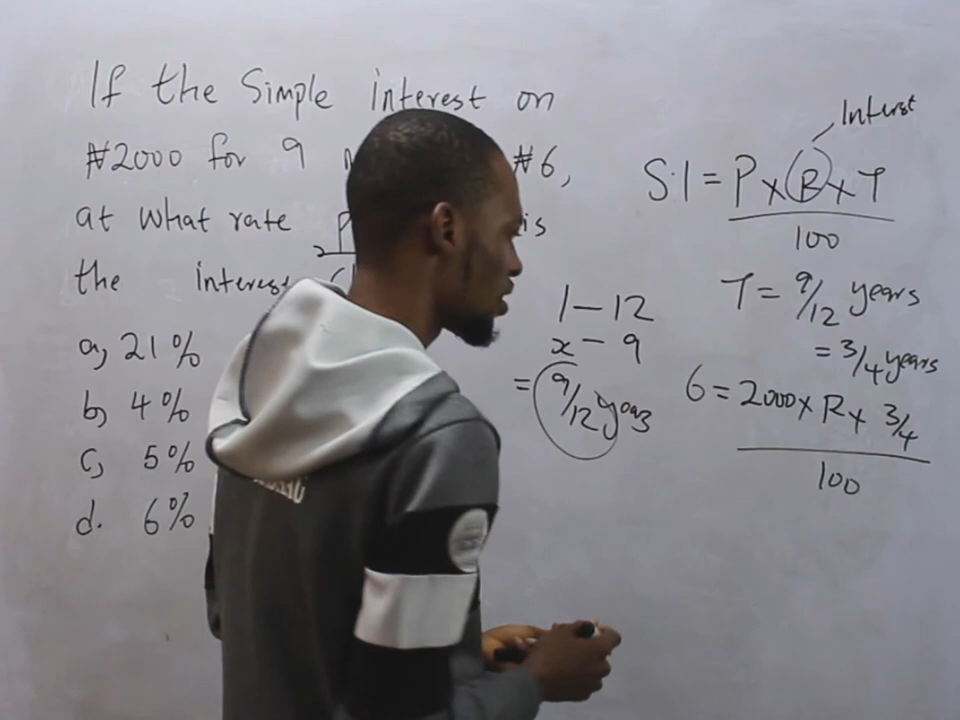 If the Simple interest on
₦2000 for 9 ₦6,
at what rate is
the interest
a, 21%
b, 4%
c, 5%
d. 6%
1 – 12
x – 9
= 9/12 years
Interst
S.I = P x R x T
100
T = 9/12 years
= 3/4 years
6 = 2000 x R x 3/4
100